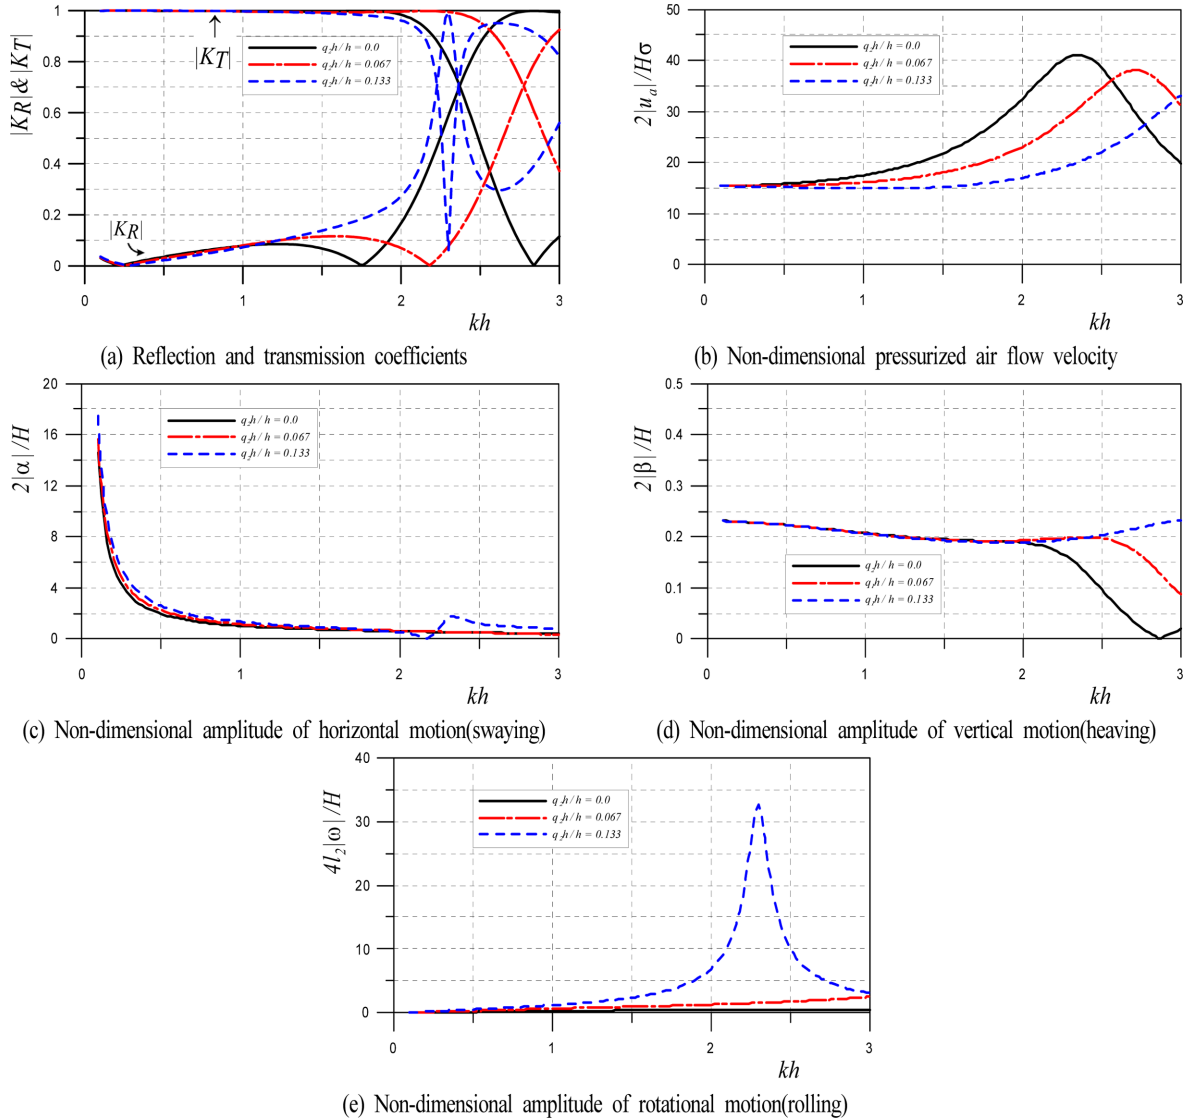 |K_R| & |K_T|
1
0.8
0.6
0.4
0.2
0
|K_T|
|K_R|
q₂h/h = 0.0
q₂h/h = 0.067
q₂h/h = 0.133
0 1 2 3
kh
(a) Reflection and transmission coefficients
2|u_a|/Hσ
50
40
30
20
10
0
q₂h/h = 0.0
q₂h/h = 0.067
q₂h/h = 0.133
0 1 2 3
kh
(b) Non-dimensional pressurized air flow velocity
2|α|/H
20
16
12
8
4
0
q₂h/h = 0.0
q₂h/h = 0.067
q₂h/h = 0.133
0 1 2 3
kh
(c) Non-dimensional amplitude of horizontal motion(swaying)
2|β|/H
0.5
0.4
0.3
0.2
0.1
0
q₂h/h = 0.0
q₂h/h = 0.067
q₂h/h = 0.133
0 1 2 3
kh
(d) Non-dimensional amplitude of vertical motion(heaving)
4l₂|ω|/H
40
30
20
10
0
q₂h/h = 0.0
q₂h/h = 0.067
q₂h/h = 0.133
0 1 2 3
kh
(e) Non-dimensional amplitude of rotational motion(rolling)